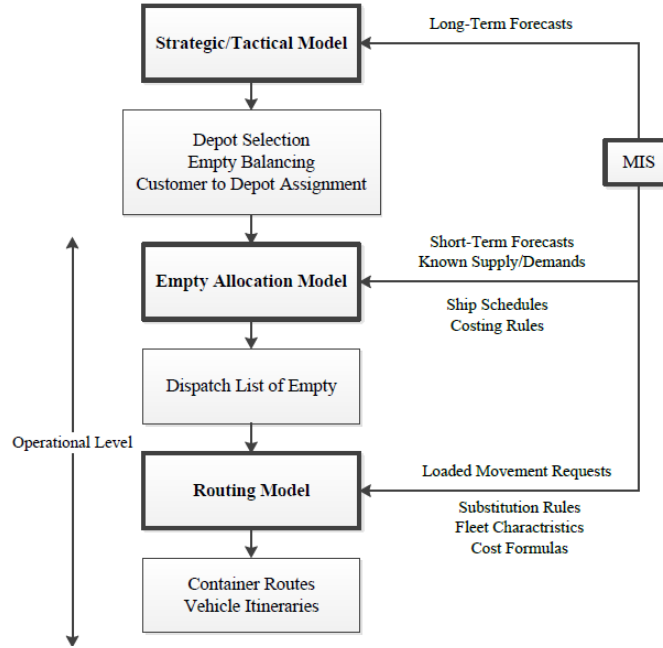 Strategic/Tactical Model
Long-Term Forecasts
Depot Selection
Empty Balancing
Customer to Depot Assignment
MIS
Empty Allocation Model
Short-Term Forecasts
Known Supply/Demands
Ship Schedules
Costing Rules
Dispatch List of Empty
Operational Level
Routing Model
Loaded Movement Requests
Substitution Rules
Fleet Charactristics
Cost Formulas
Container Routes
Vehicle Itineraries